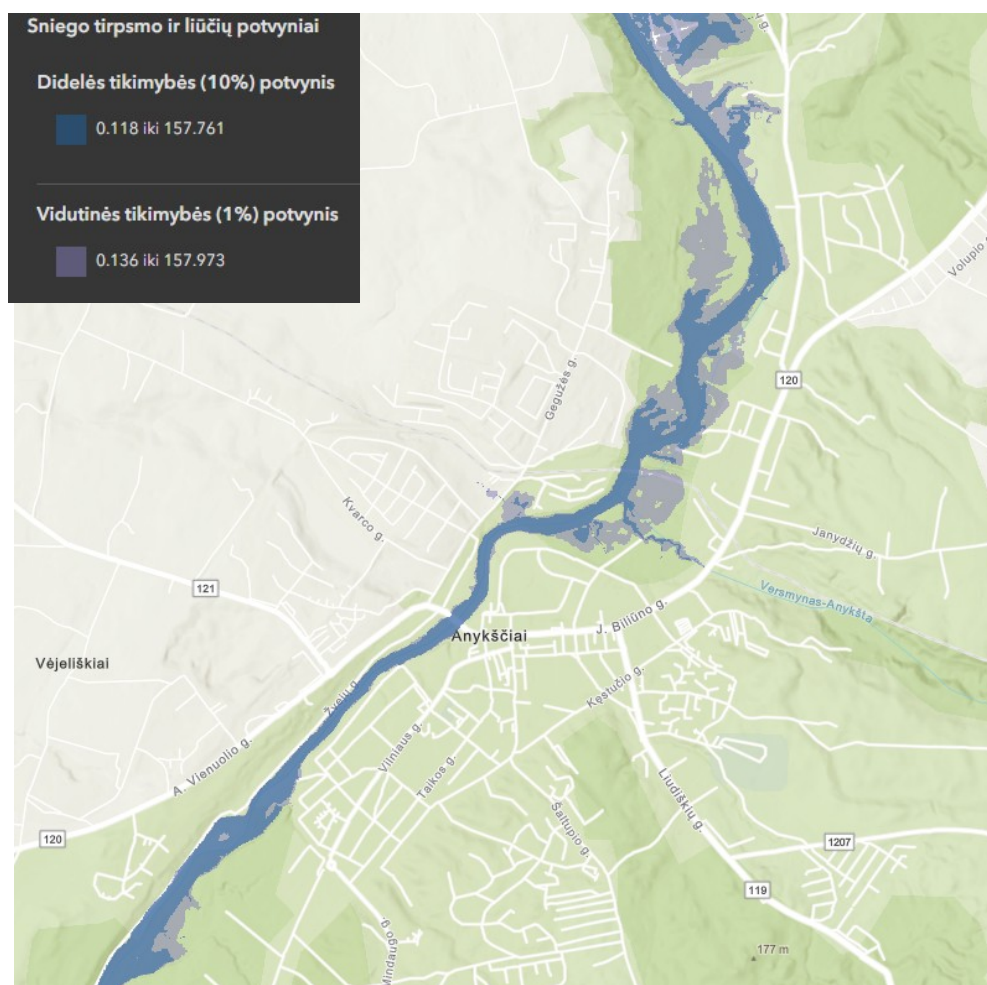 Sniego tirpsmo ir liūčių potvyniai
Didelės tikimybės (10%) potvynis
0.118 iki 157.761
Vidutinės tikimybės (1%) potvynis
0.136 iki 157.973
g.
Volupio
120
Gegužės g.
Kvarco g.
Janydžių g.
121
Versmynas-Anykšta
J. Biliūno g.
Anykščiai
Vėjeliškiai
Kęstučio g.
Žvejų g.
Vilniaus g.
A. Vienuolio g.
Taikos g.
Liudiškių g.
Šaltupio g.
120
1207
119
Mindaugo g.
177 m